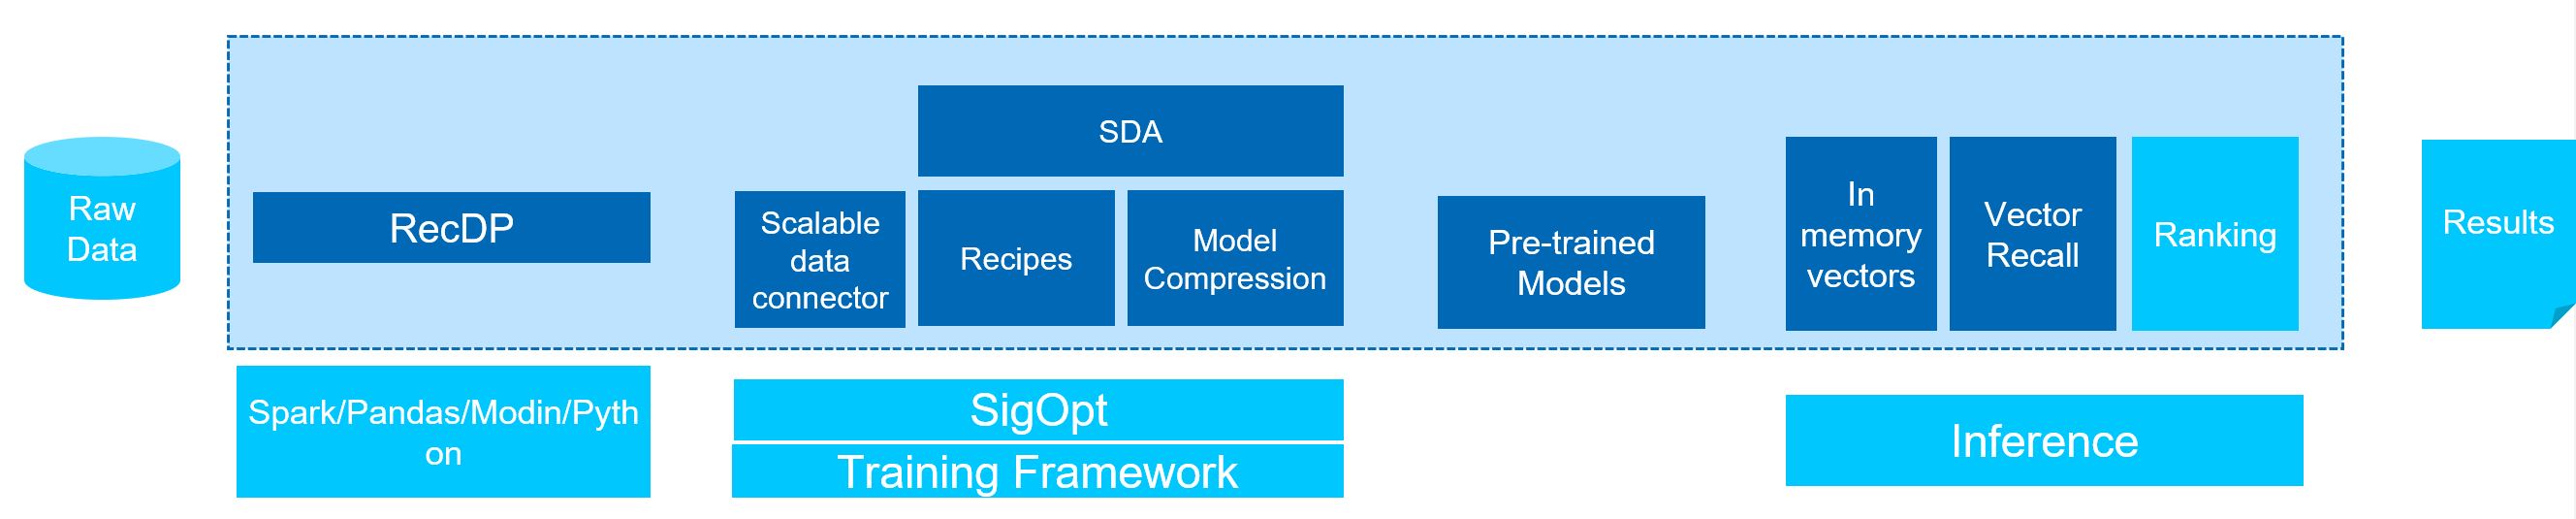 Raw
Data
RecDP
Spark/Pandas/Modin/Pyth
on
SDA
Scalable
data
connector
Recipes
Model
Compression
SigOpt
Training Framework
Pre-trained
Models
In
memory
vectors
Vector
Recall
Ranking
Inference
Results